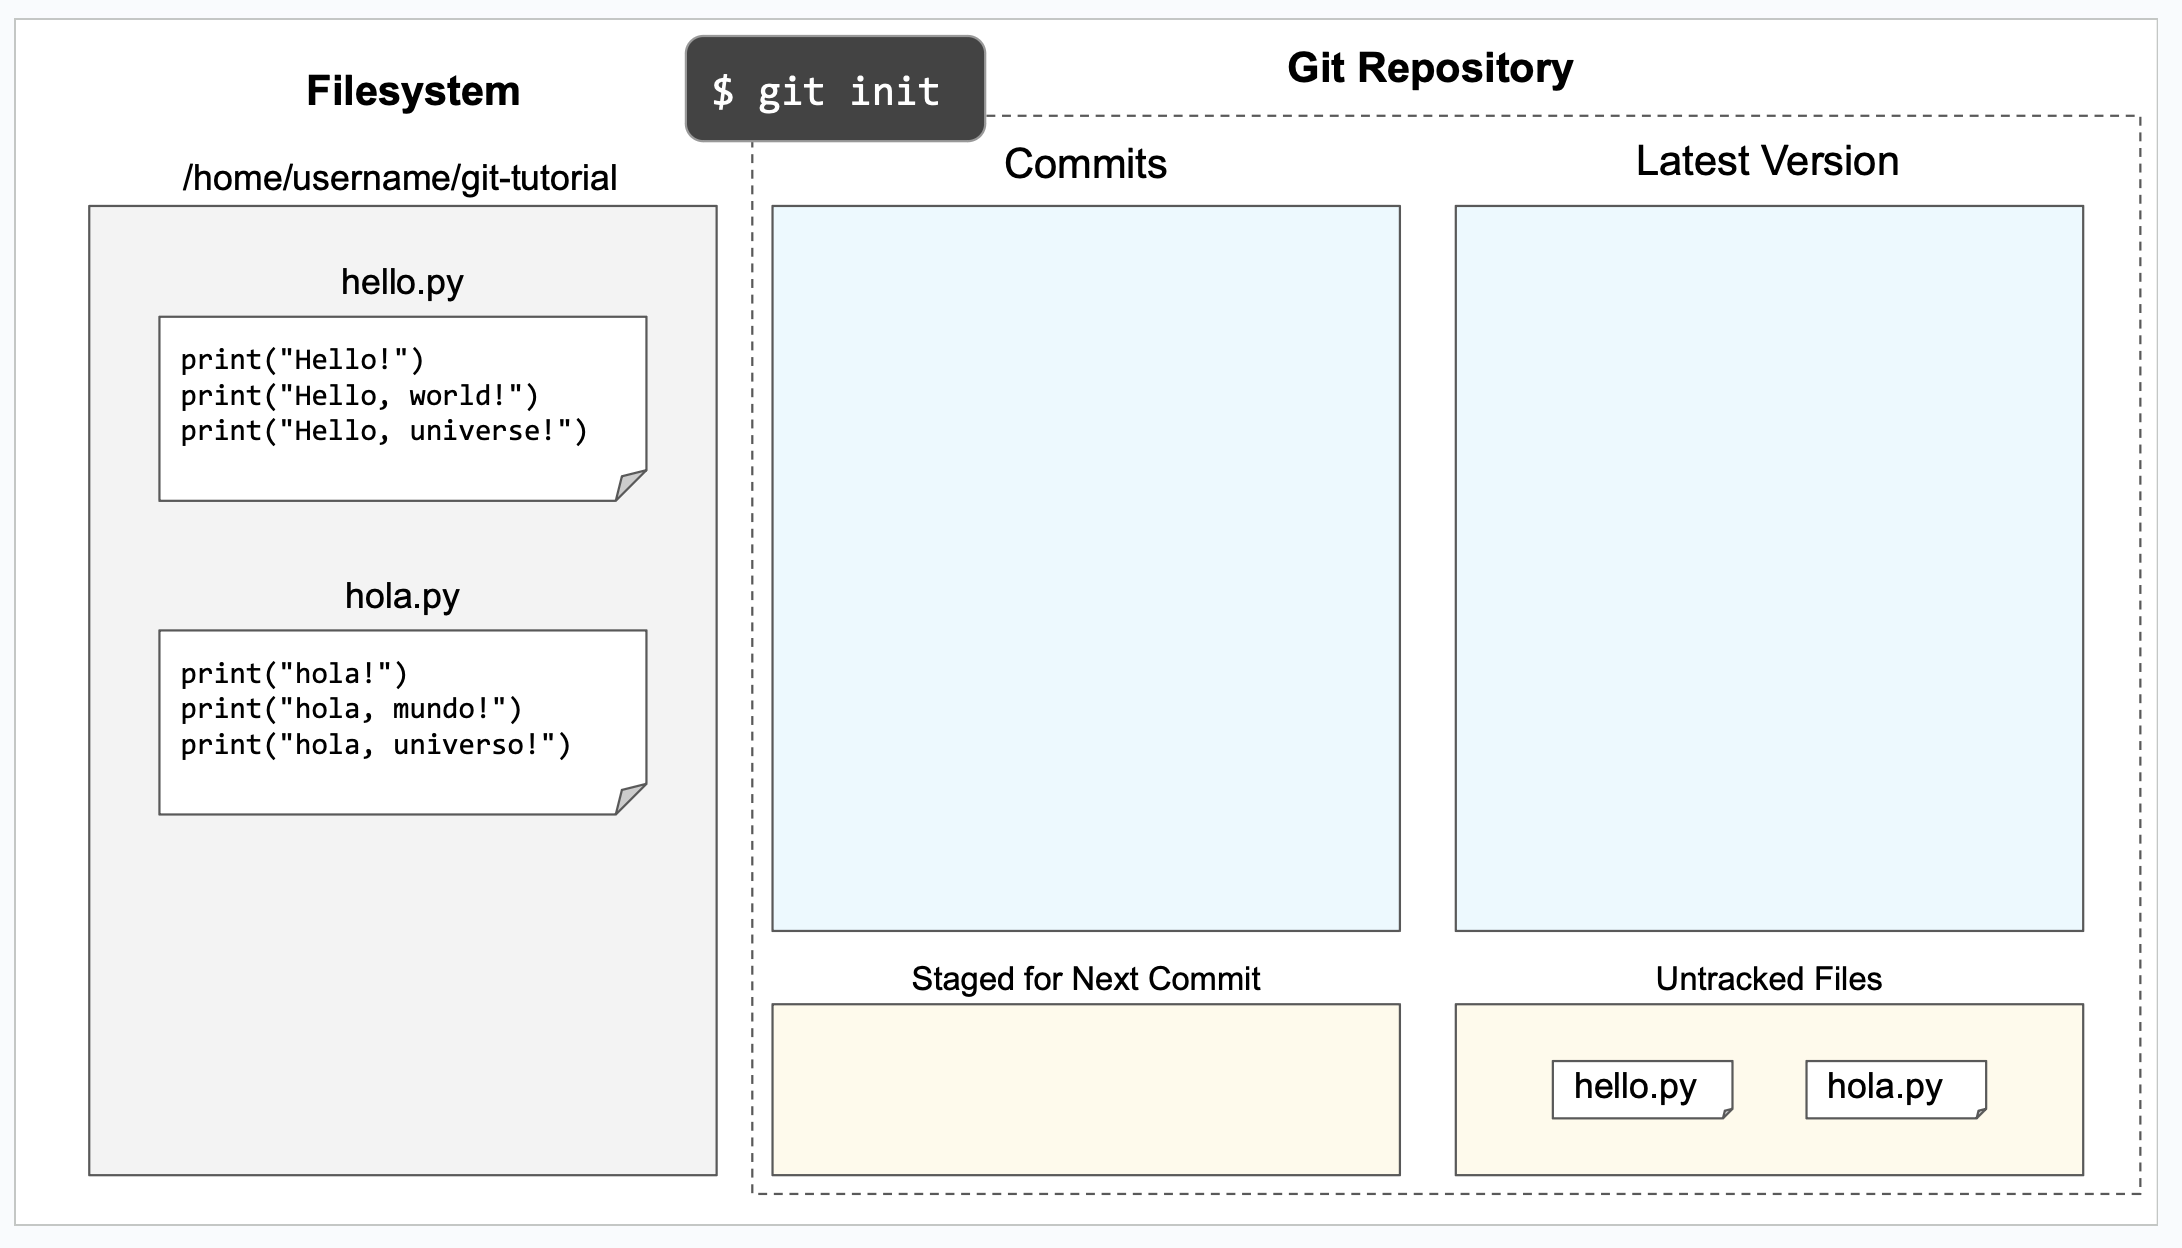 Filesystem
$ git init
Git Repository
/home/username/git-tutorial
hello.py
print("Hello!")
print("Hello, world!")
print("Hello, universe!")
hola.py
print("hola!")
print("hola, mundo!")
print("hola, universo!")
Commits
Latest Version
Staged for Next Commit
Untracked Files
hello.py
hola.py